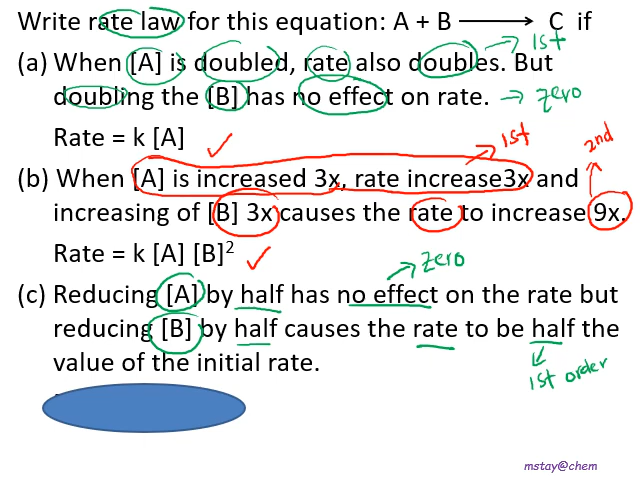 Write rate law for this equation: A + B ⟶ C if
(a) When [A] is doubled, rate also doubles. But
1st
doubling the [B] has no effect on rate.
→ zero
Rate = k [A] ✓
1st
2nd
(b) When [A] is increased 3x, rate increase3x and
increasing of [B] 3x causes the rate to increase 9x.
Rate = k [A] [B]² ✓
zero
(c) Reducing [A] by half has no effect on the rate but
reducing [B] by half causes the rate to be half the
value of the initial rate.
1st order
mstay@chem